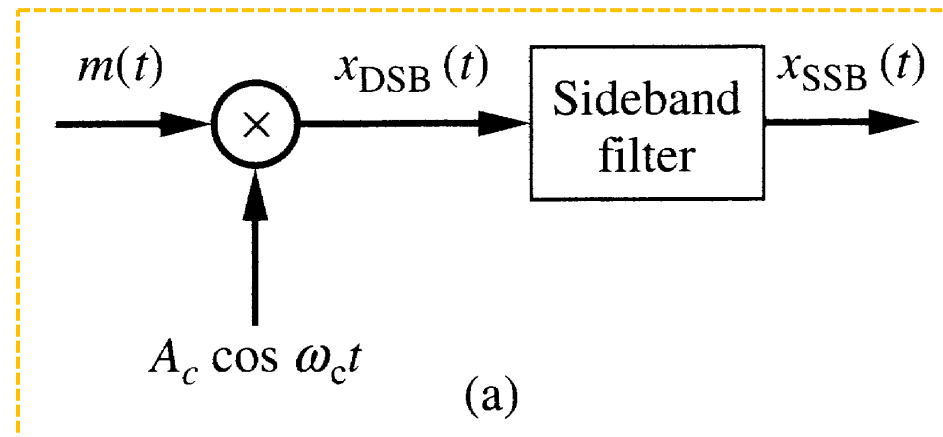 m(t)
x_DSB (t)
x_SSB (t)
×
Sideband
filter
A_c cos ω_c t
(a)